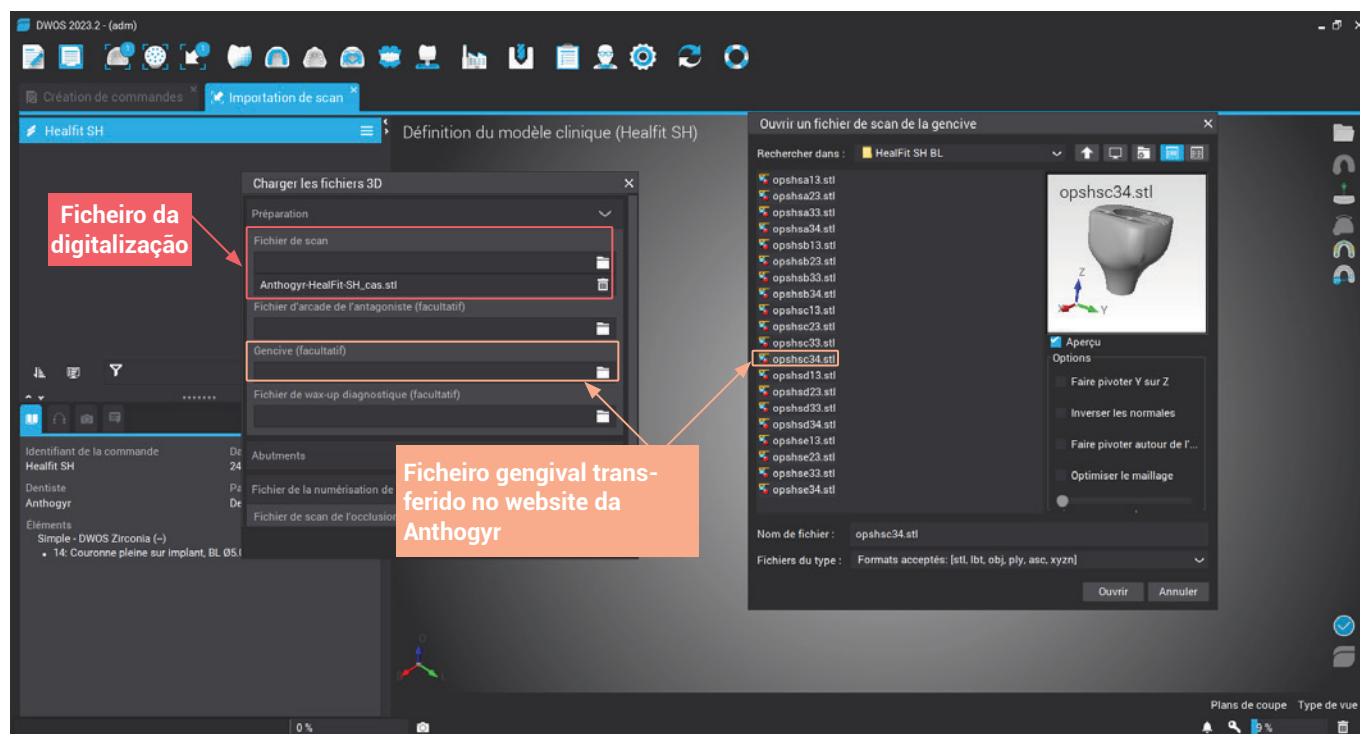 DWOS 2023.2 - (adm)
Création de commandes
Importation de scan
Healfit SH
Définition du modèle clinique (Healfit SH)
Ficheiro da
digitalização
Charger les fichiers 3D
Préparation
Fichier de scan
Anthogyr-HealFit-SH_cas.stl
Fichier d'arcade de l'antagoniste (facultatif)
Gencive (facultatif)
Fichier de wax-up diagnostique (facultatif)
Abutments
Fichier de la numérisation de
Fichier de scan de l'occlusion
Ficheiro gengival trans-
ferido no website da
Anthogyr
Identifiant de la commande
Healfit SH
24
Dentiste
Anthogyr
De
Éléments
Simple - DWOS Zirconia (--)
14: Couronne pleine sur implant, BL
Ouvrir un fichier de scan de la gencive
Rechercher dans :
HealFit SH BL
opshsa13.stl
opshsa23.stl
opshsa33.stl
opshsa34.stl
opshsb13.stl
opshsb23.stl
opshsb33.stl
opshsb34.stl
opshsc13.stl
opshsc23.stl
opshsc33.stl
opshsc34.stl
opshsd13.stl
opshsd23.stl
opshsd33.stl
opshsd34.stl
opshse13.stl
opshse23.stl
opshse33.stl
opshse34.stl
opshsc34.stl
Z
X
Y
Aperçu
Options
Faire pivoter Y sur Z
Inverser les normales
Faire pivoter autour de l'...
Optimiser le maillage
Nom de fichier :
opshsc34.stl
Fichiers du type :
Formats acceptés: [stl, lbt, obj, ply, asc, xyzn]
Ouvrir
Annuler
Plans de coupe
Type de vue
0 %
9 %